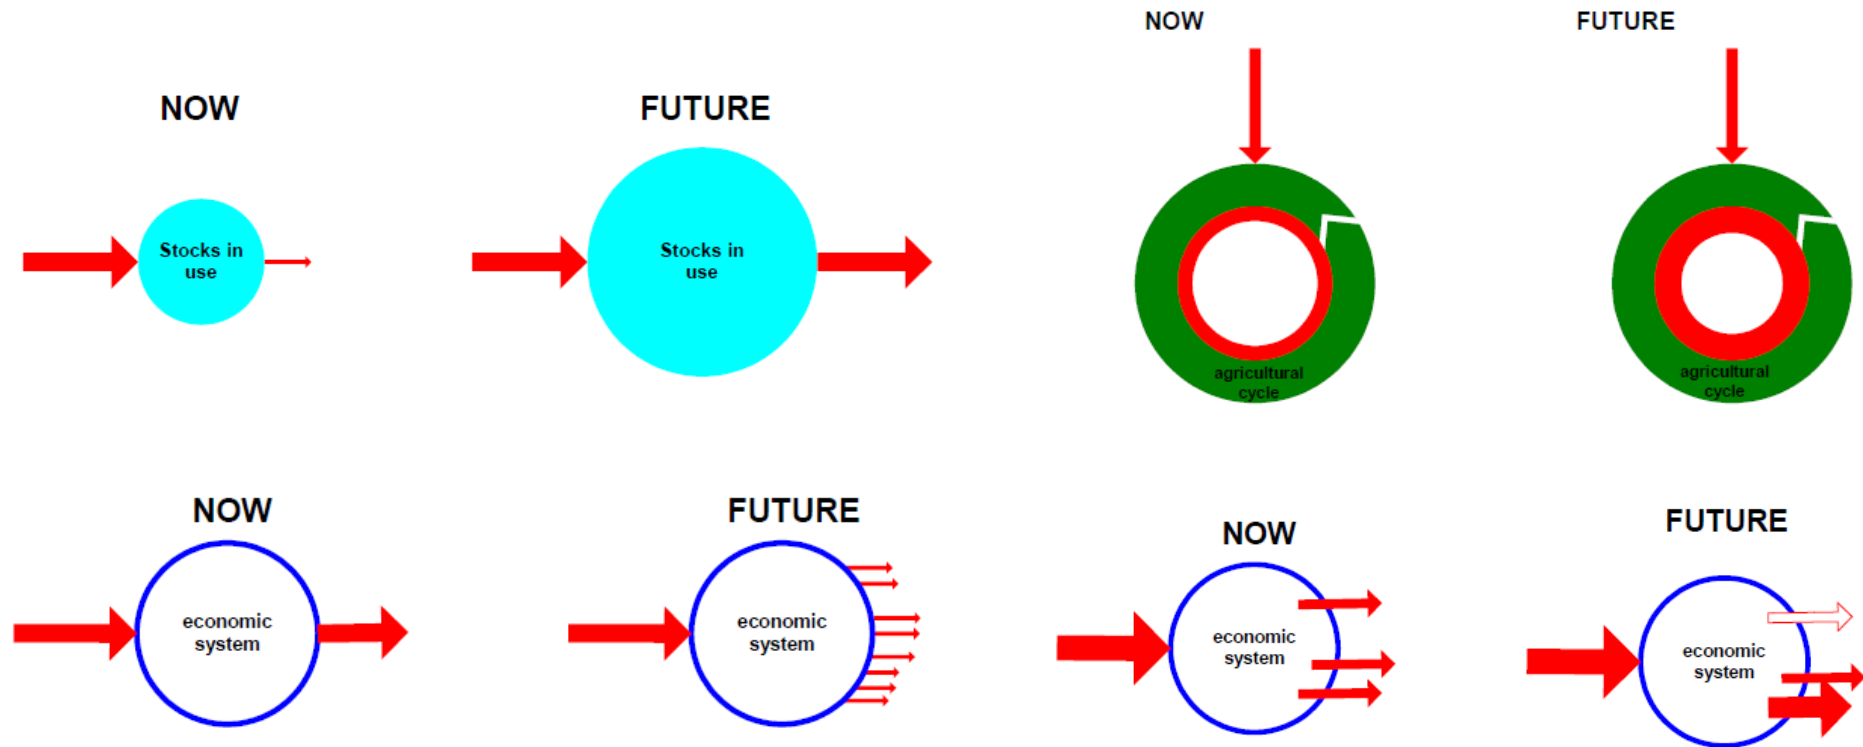 NOW
FUTURE
Stocks in
use
Stocks in
use
NOW
FUTURE
agricultural
cycle
agricultural
cycle
NOW
FUTURE
economic
system
economic
system
NOW
FUTURE
economic
system
economic
system